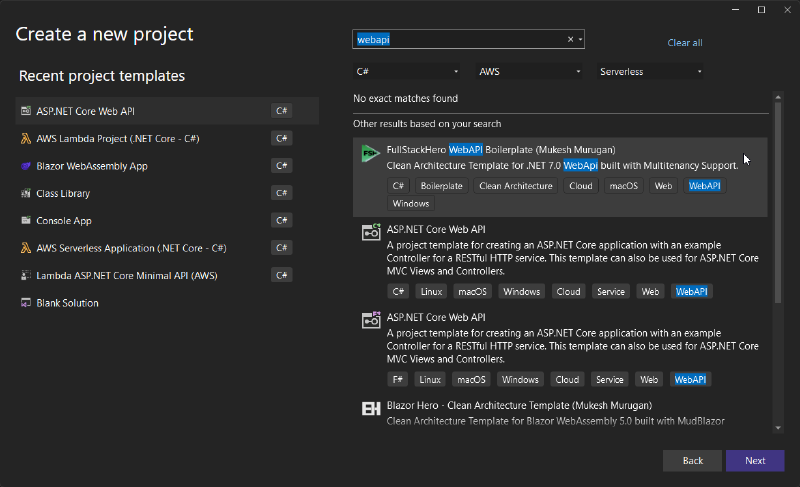 Create a new project
Recent project templates
ASP.NET Core Web API C#
AWS Lambda Project (.NET Core - C#) C#
Blazor WebAssembly App C#
Class Library C#
Console App C#
AWS Serverless Application (.NET Core - C#) C#
Lambda ASP.NET Core Minimal API (AWS) C#
Blank Solution
webapi
Clear all
C# AWS Serverless
No exact matches found
Other results based on your search
FSH
FullStackHero WebAPI Boilerplate (Mukesh Murugan)
Clean Architecture Template for .NET 7.0 WebApi built with Multitenancy Support.
C# Boilerplate Clean Architecture Cloud macOS Web WebAPI
Windows
ASP.NET Core Web API
A project template for creating an ASP.NET Core application with an example
Controller for a RESTful HTTP service. This template can also be used for ASP.NET Core
MVC Views and Controllers.
C# Linux macOS Windows Cloud Service Web WebAPI
ASP.NET Core Web API
A project template for creating an ASP.NET Core application with an example
Controller for a RESTful HTTP service. This template can also be used for ASP.NET Core
MVC Views and Controllers.
F# Linux macOS Windows Cloud Service Web WebAPI
Blazor Hero - Clean Architecture Template (Mukesh Murugan)
Clean Architecture Template for Blazor WebAssembly 5.0 built with MudBlazor
Back Next